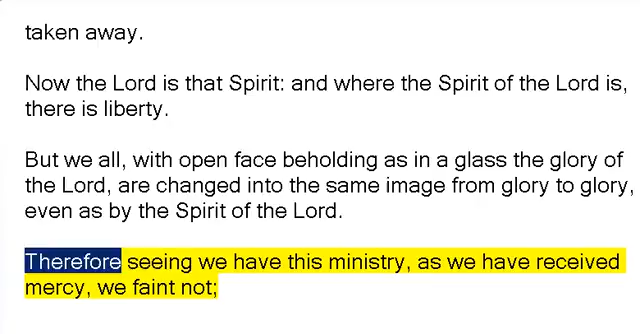 taken away.
Now the Lord is that Spirit: and where the Spirit of the Lord is,
there is liberty.
But we all, with open face beholding as in a glass the glory of
the Lord, are changed into the same image from glory to glory,
even as by the Spirit of the Lord.
Therefore seeing we have this ministry, as we have received
mercy, we faint not;